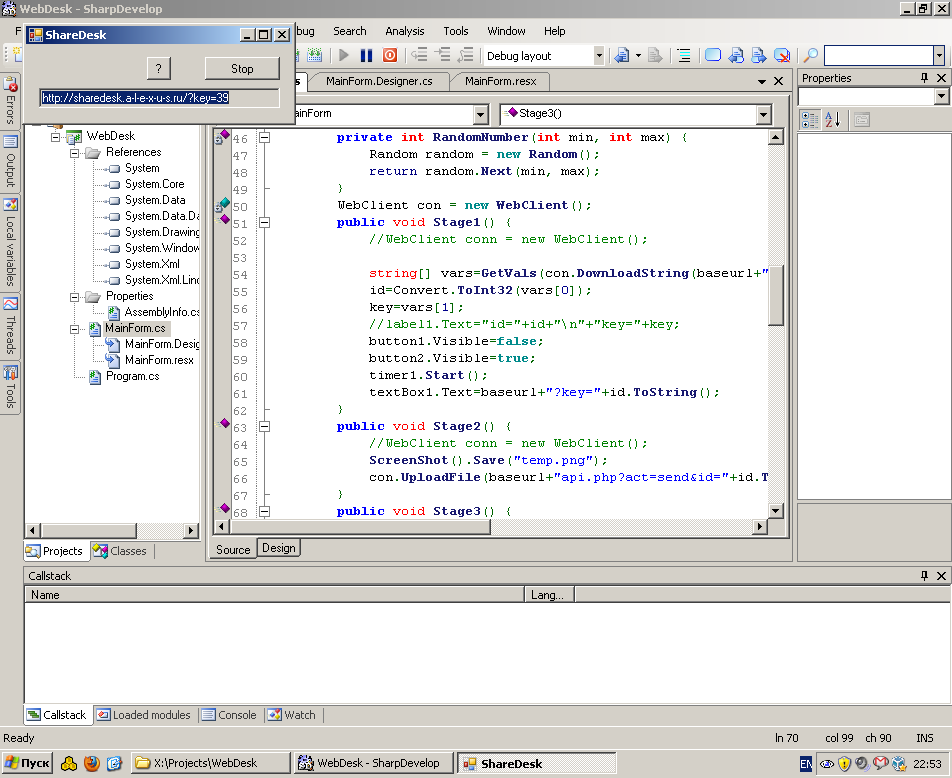 WebDesk - SharpDevelop
ShareDesk
?
Stop
http://sharedesk.a-l-e-x-u-s.ru/?key=39
bug Search Analysis Tools Window Help
Debug layout
MainForm.Designer.cs
MainForm.resx
Stage3()
Properties
Errors
Output
Local variables
Threads
Tools
WebDesk
References
System
System.Core
System.Data
System.Data.Da
System.Drawing
System.Window
System.Xml
System.Xml.Linq
Properties
AssemblyInfo.cs
MainForm.cs
MainForm.Desig
MainForm.resx
Program.cs
Projects
Classes
46 private int RandomNumber(int min, int max) {
47 Random random = new Random();
48 return random.Next(min, max);
49 }
50 WebClient con = new WebClient();
51 public void Stage1() {
52 //WebClient conn = new WebClient();
53
54 string[] vars=GetVals(con.DownloadString(baseurl+"
55 id=Convert.ToInt32(vars[0]);
56 key=vars[1];
57 //label1.Text="id="+id+"\n"+"key="+key;
58 button1.Visible=false;
59 button2.Visible=true;
60 timer1.Start();
61 textBox1.Text=baseurl+"?key="+id.ToString();
62 }
63 public void Stage2() {
64 //WebClient conn = new WebClient();
65 ScreenShot().Save("temp.png");
66 con.UploadFile(baseurl+"api.php?act=send&id="+id.T
67 }
68 public void Stage3() {
Source
Design
Callstack
Name
Lang...
Callstack
Loaded modules
Console
Watch
Ready
ln 70 col 99 ch 90 INS
Пуск
X:\Projects\WebDesk
WebDesk - SharpDevelop
ShareDesk
EN
22:53